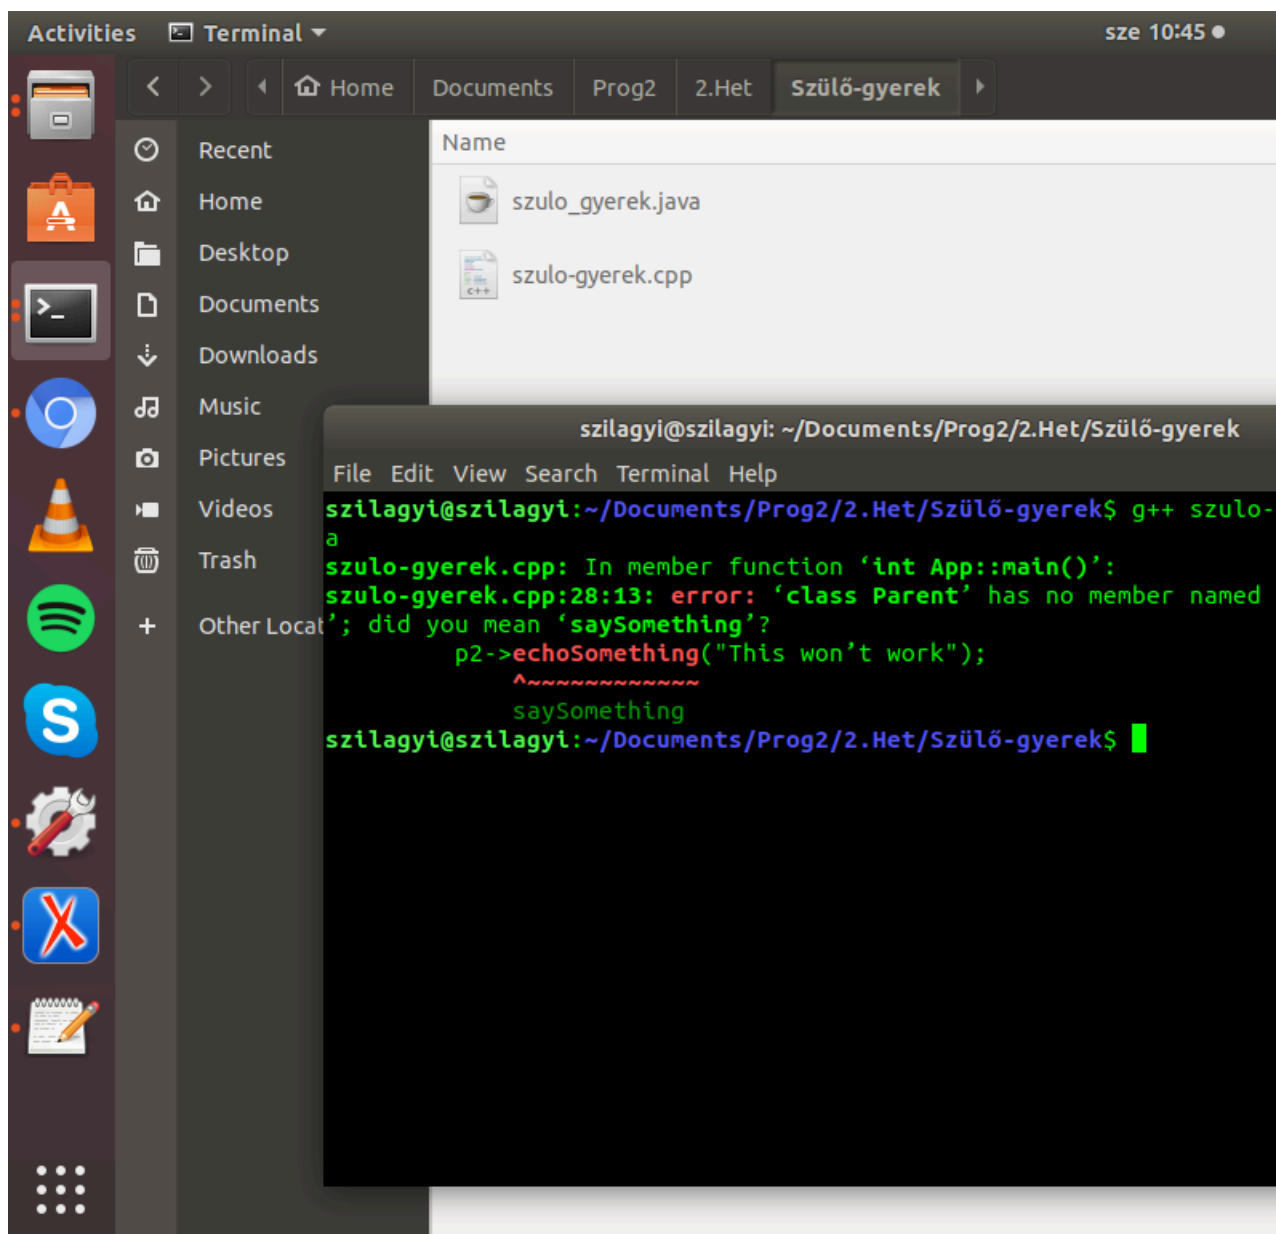 Activities
Terminal
sze 10:45
Home
Documents
Prog2
2.Het
Szülő-gyerek
Recent
Home
Desktop
Documents
Downloads
Music
Pictures
Videos
Trash
Other Locat
Name
szulo_gyerek.java
szulo-gyerek.cpp
c++
szilagyi@szilagyi: ~/Documents/Prog2/2.Het/Szülő-gyerek
File Edit View Search Terminal Help
szilagyi@szilagyi:~/Documents/Prog2/2.Het/Szülő-gyerek$ g++ szulo-
a
szulo-gyerek.cpp: In member function ‘int App::main()’:
szulo-gyerek.cpp:28:13: error: ‘class Parent’ has no member named
’; did you mean ‘saySomething’?
p2->echoSomething("This won’t work");
^~~~~~~~~~~~~
saySomething
szilagyi@szilagyi:~/Documents/Prog2/2.Het/Szülő-gyerek$